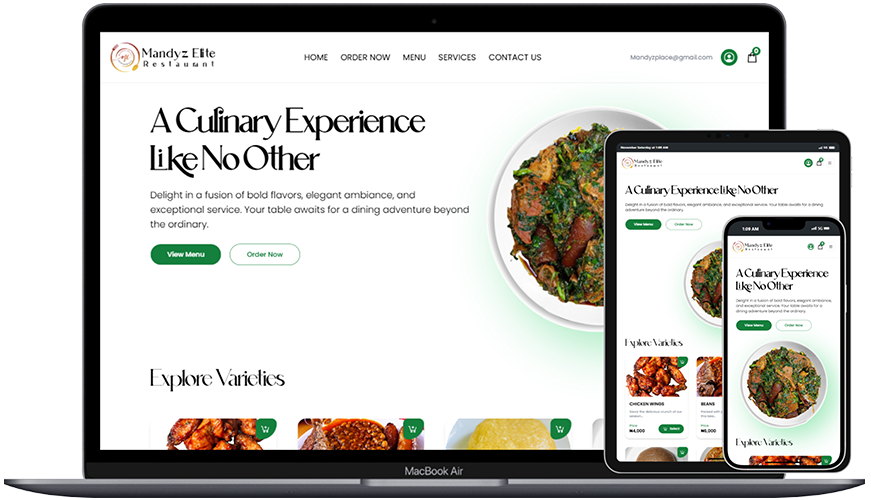 Mandyz Elite
Restaurant
HOME ORDER NOW MENU SERVICES CONTACT US
Mandyzplace@gmail.com
0
A Culinary Experience
Like No Other
Delight in a fusion of bold flavors, elegant ambiance, and
exceptional service. Your table awaits for a dining adventure beyond
the ordinary.
View Menu
Order Now
Explore Varieties
MacBook Air
Mandyz Elite
Restaurant
A Culinary Experience Like No Other
Delight in a fusion of bold flavors, elegant ambiance, and exceptional service. Your table awaits for a dining
adventure beyond the ordinary.
View Menu
Order Now
Explore Varieties
CHICKEN WINGS
BEANS
Price
₦4,000
Select
Price
₦6,000
1:09 AM
5G
Mandyz Elite
Restaurant
A Culinary Experience
Like No Other
Delight in a fusion of bold flavors, elegant ambiance,
and exceptional service. Your table awaits for a
dining adventure beyond the ordinary.
View Menu
Order Now
Explore Varieties